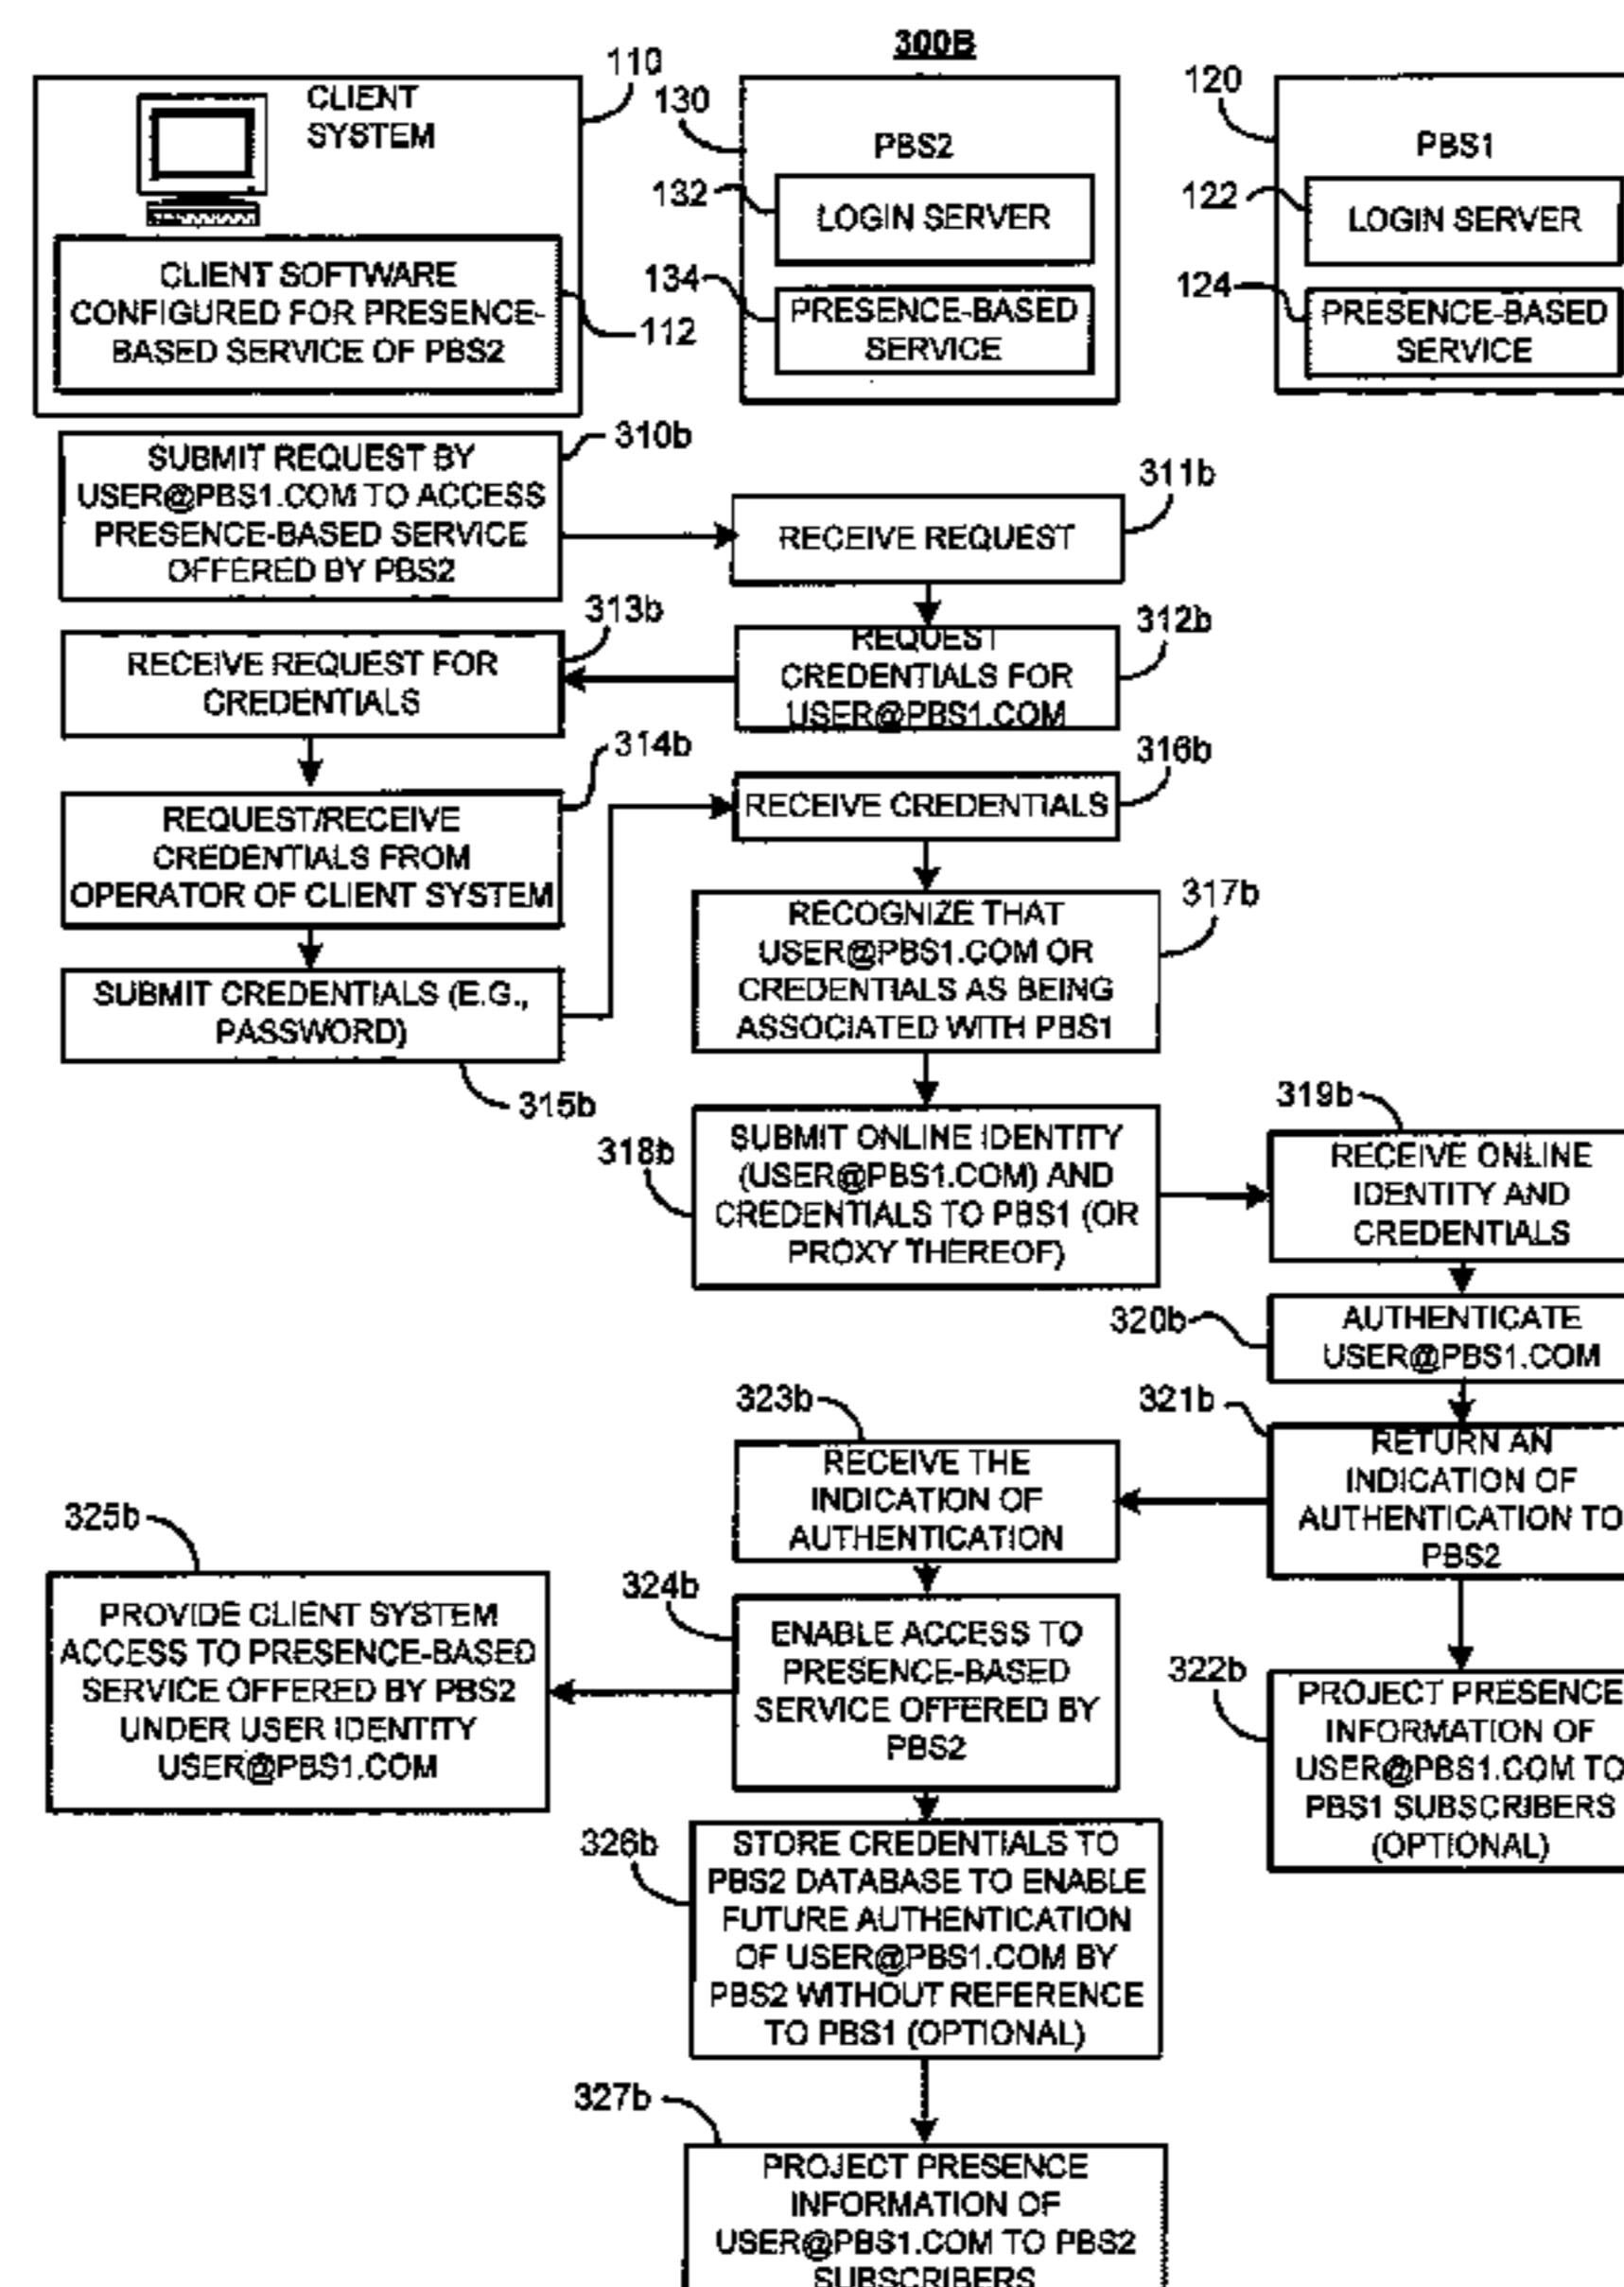 300B
110
CLIENT
SYSTEM
CLIENT SOFTWARE
CONFIGURED FOR PRESENCE-
BASED SERVICE OF PBS2
112
130
PBS2
132
LOGIN SERVER
134
PRESENCE-BASED
SERVICE
120
PBS1
122
LOGIN SERVER
124
PRESENCE-BASED
SERVICE
310b
SUBMIT REQUEST BY
USER@PBS1.COM TO ACCESS
PRESENCE-BASED SERVICE
OFFERED BY PBS2
311b
RECEIVE REQUEST
312b
REQUEST
CREDENTIALS FOR
USER@PBS1.COM
313b
RECEIVE REQUEST FOR
CREDENTIALS
314b
REQUEST/RECEIVE
CREDENTIALS FROM
OPERATOR OF CLIENT SYSTEM
SUBMIT CREDENTIALS (E.G.,
PASSWORD)
315b
316b
RECEIVE CREDENTIALS
317b
RECOGNIZE THAT
USER@PBS1.COM OR
CREDENTIALS AS BEING
ASSOCIATED WITH PBS1
318b
SUBMIT ONLINE IDENTITY
(USER@PBS1.COM) AND
CREDENTIALS TO PBS1 (OR
PROXY THEREOF)
319b
RECEIVE ONLINE
IDENTITY AND
CREDENTIALS
320b
AUTHENTICATE
USER@PBS1.COM
321b
RETURN AN
INDICATION OF
AUTHENTICATION TO
PBS2
322b
PROJECT PRESENCE
INFORMATION OF
USER@PBS1.COM TO
PBS1 SUBSCRIBERS
(OPTIONAL)
323b
RECEIVE THE
INDICATION OF
AUTHENTICATION
324b
ENABLE ACCESS TO
PRESENCE-BASED
SERVICE OFFERED BY
PBS2
325b
PROVIDE CLIENT SYSTEM
ACCESS TO PRESENCE-BASED
SERVICE OFFERED BY PBS2
UNDER USER IDENTITY
USER@PBS1.COM
326b
STORE CREDENTIALS TO
PBS2 DATABASE TO ENABLE
FUTURE AUTHENTICATION
OF USER@PBS1.COM BY
PBS2 WITHOUT REFERENCE
TO PBS1 (OPTIONAL)
327b
PROJECT PRESENCE
INFORMATION OF
USER@PBS1.COM TO PBS2
SUBSCRIBERS